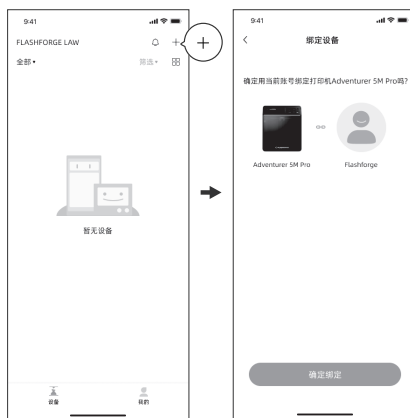 9:41
FLASHFORGE LAW
全部
筛选
暂无设备
设备
我的
9:41
绑定设备
确定用当前账号绑定打印机Adventurer 5M Pro吗?
Adventurer 5M Pro
Flashforge
确定绑定